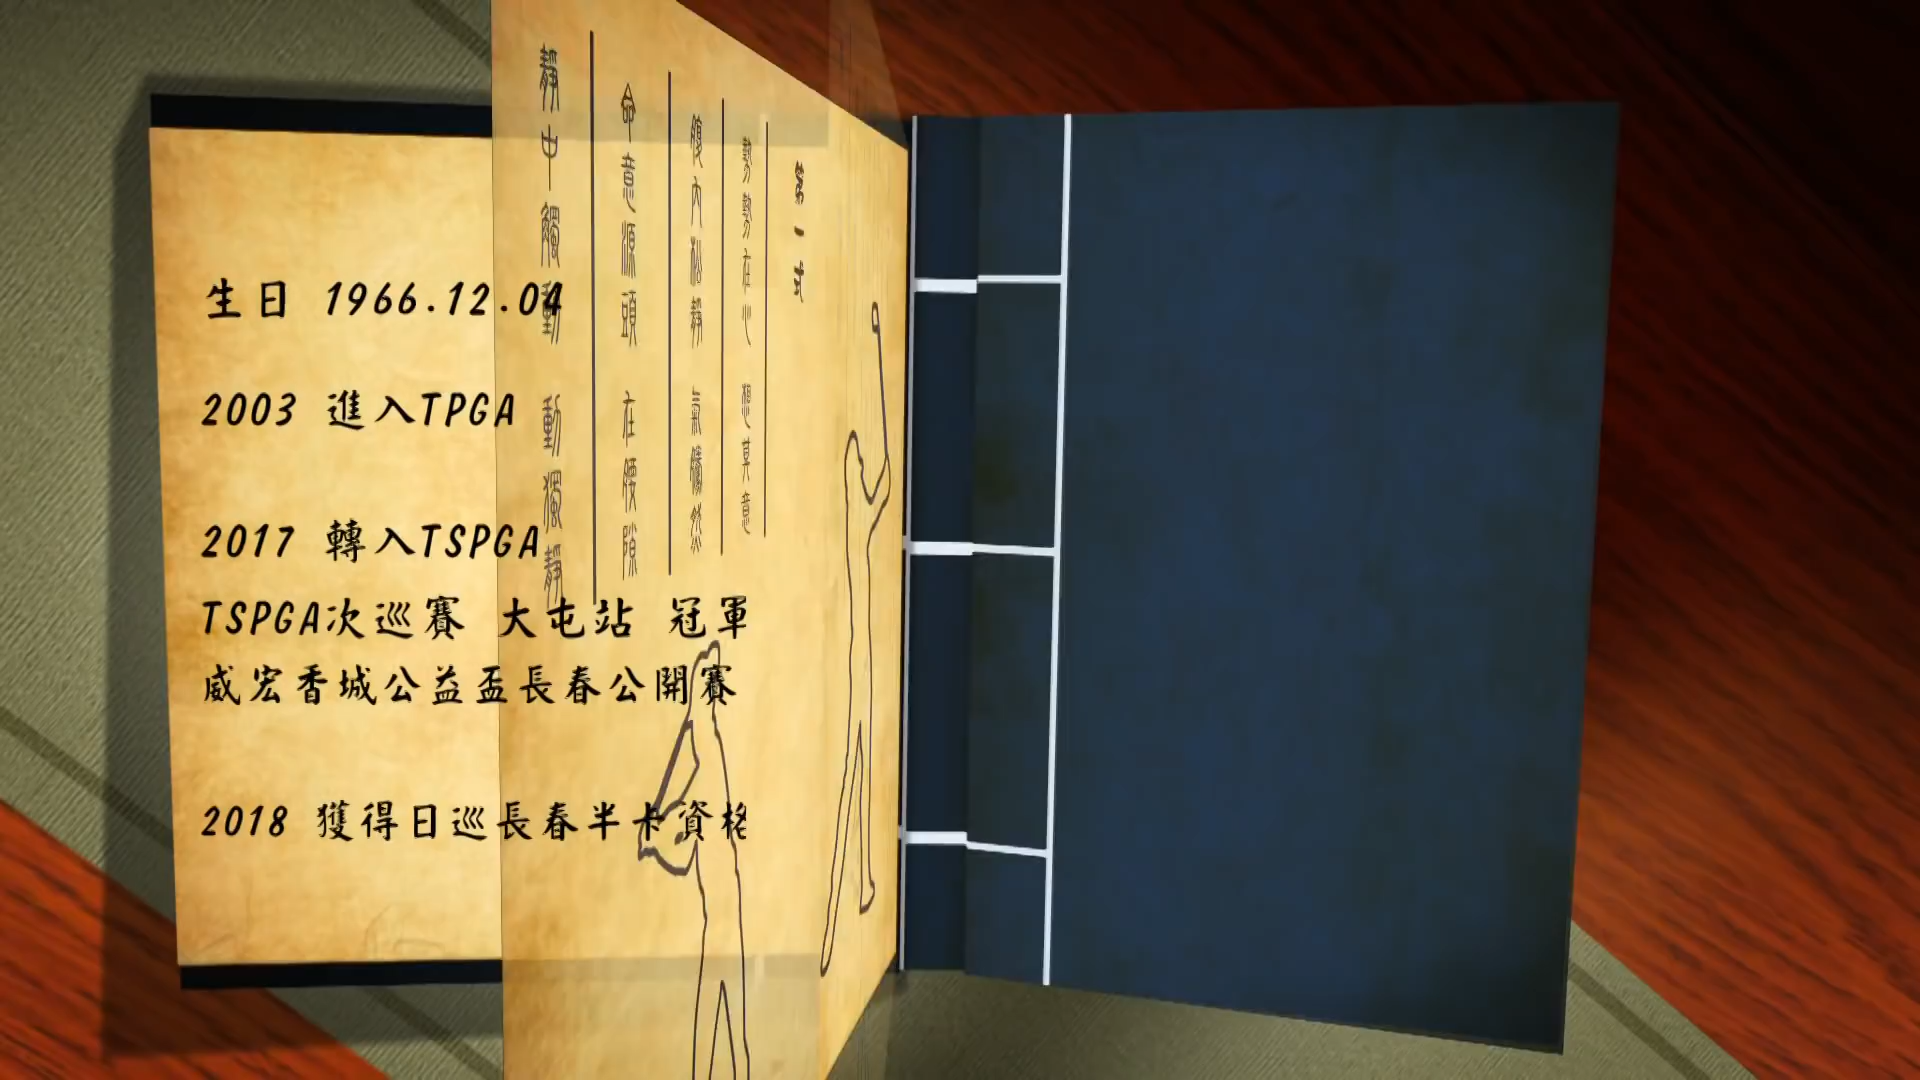 生日 1966.12.04
2003 進入TPGA
2017 轉入TSPGA
TSPGA次巡賽 大屯站 冠軍
威宏香城公益盃長春公開賽
2018 獲得日巡長春半卡資格
第一式
勢勢在心 想其意
腹內松靜 氣騰然
命意源頭 在腰隙
靜中觸動 動獨靜